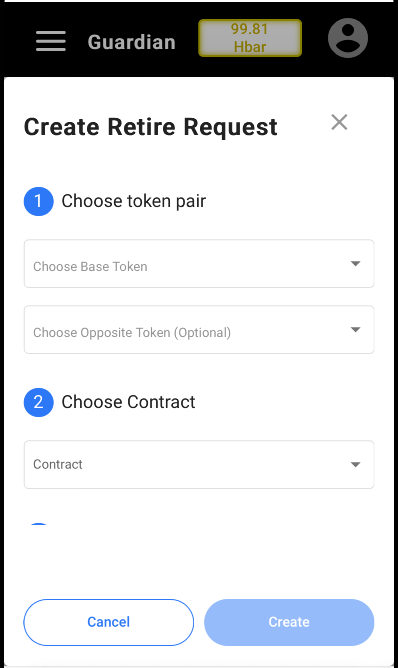 Guardian
99.81
Hbar
Create Retire Request
1 Choose token pair
Choose Base Token
Choose Opposite Token (Optional)
2 Choose Contract
Contract
Cancel
Create